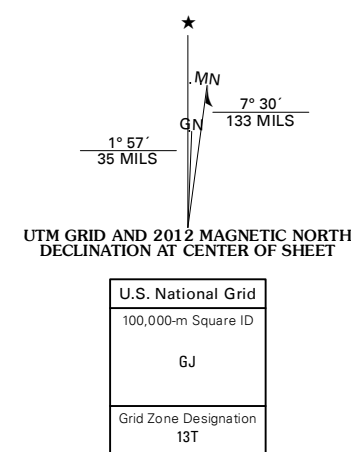 ★
MN
7° 30´
133 MILS
GN
1° 57´
35 MILS
UTM GRID AND 2012 MAGNETIC NORTH
DECLINATION AT CENTER OF SHEET
U.S. National Grid
100,000-m Square ID
GJ
Grid Zone Designation
13T